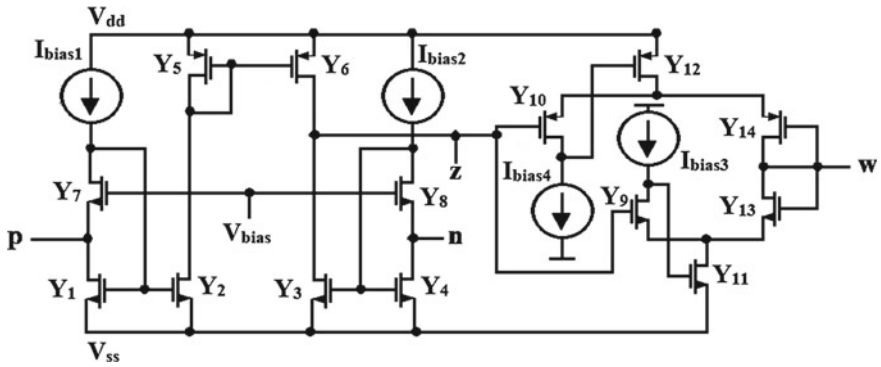 Vdd
Ibias1
Y5
Y6
Ibias2
Y12
Y10
Y14
Ibias3
Ibias4
z
w
Y7
Y8
Y9
Y13
Vbias
p
n
Y1
Y2
Y3
Y4
Y11
Vss